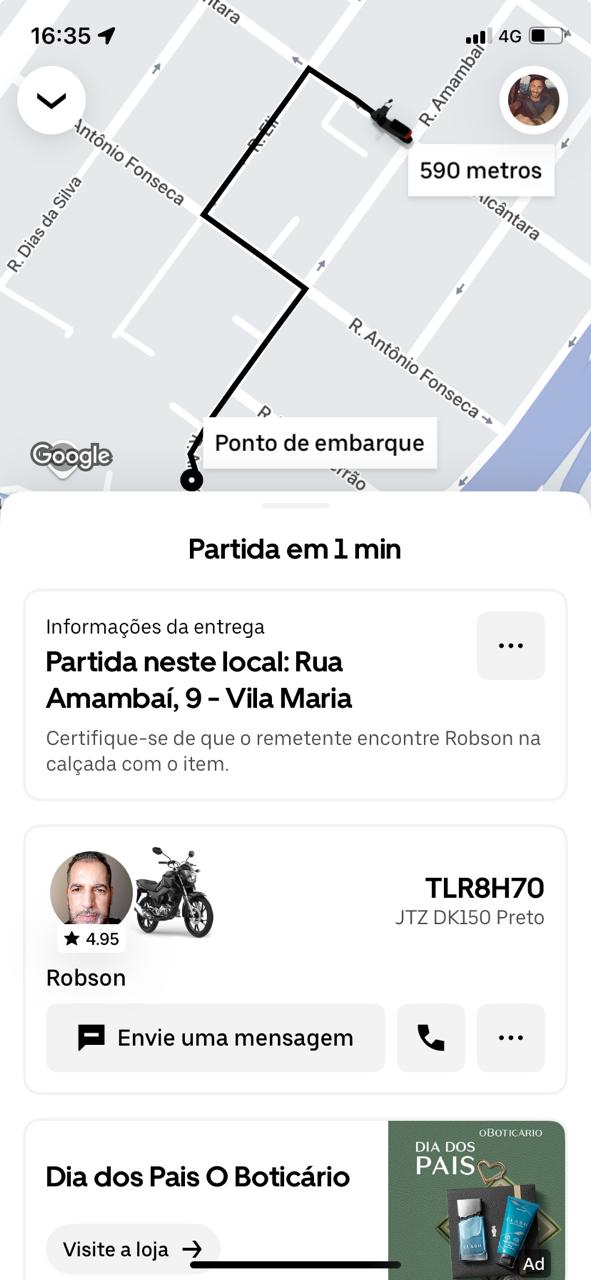 16:35
4G
ntara
R. Amambaí
590 metros
Alcântara
Antônio Fonseca
R. Dias da Silva
R. Antônio Fonseca
Ponto de embarque
Google
Partida em 1 min
Informações da entrega
Partida neste local: Rua
Amambaí, 9 - Vila Maria
Certifique-se de que o remetente encontre Robson na
calçada com o item.
TLR8H70
JTZ DK150 Preto
4.95
Robson
Envie uma mensagem
oBOTICÁRIO
DIA DOS
PAIS
Dia dos Pais O Boticário
Visite a loja
Ad